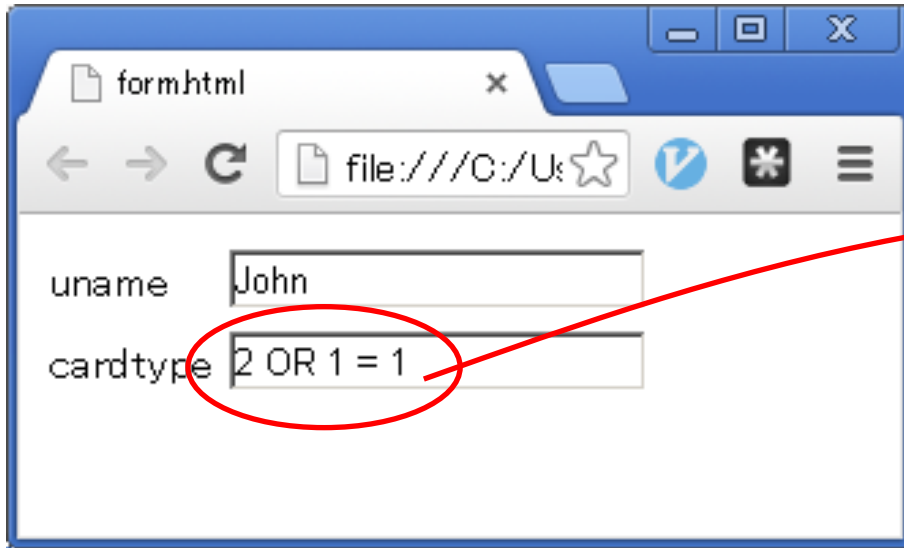 form.html
file:///C:/Us
uname John
cardtype 2 OR 1 = 1